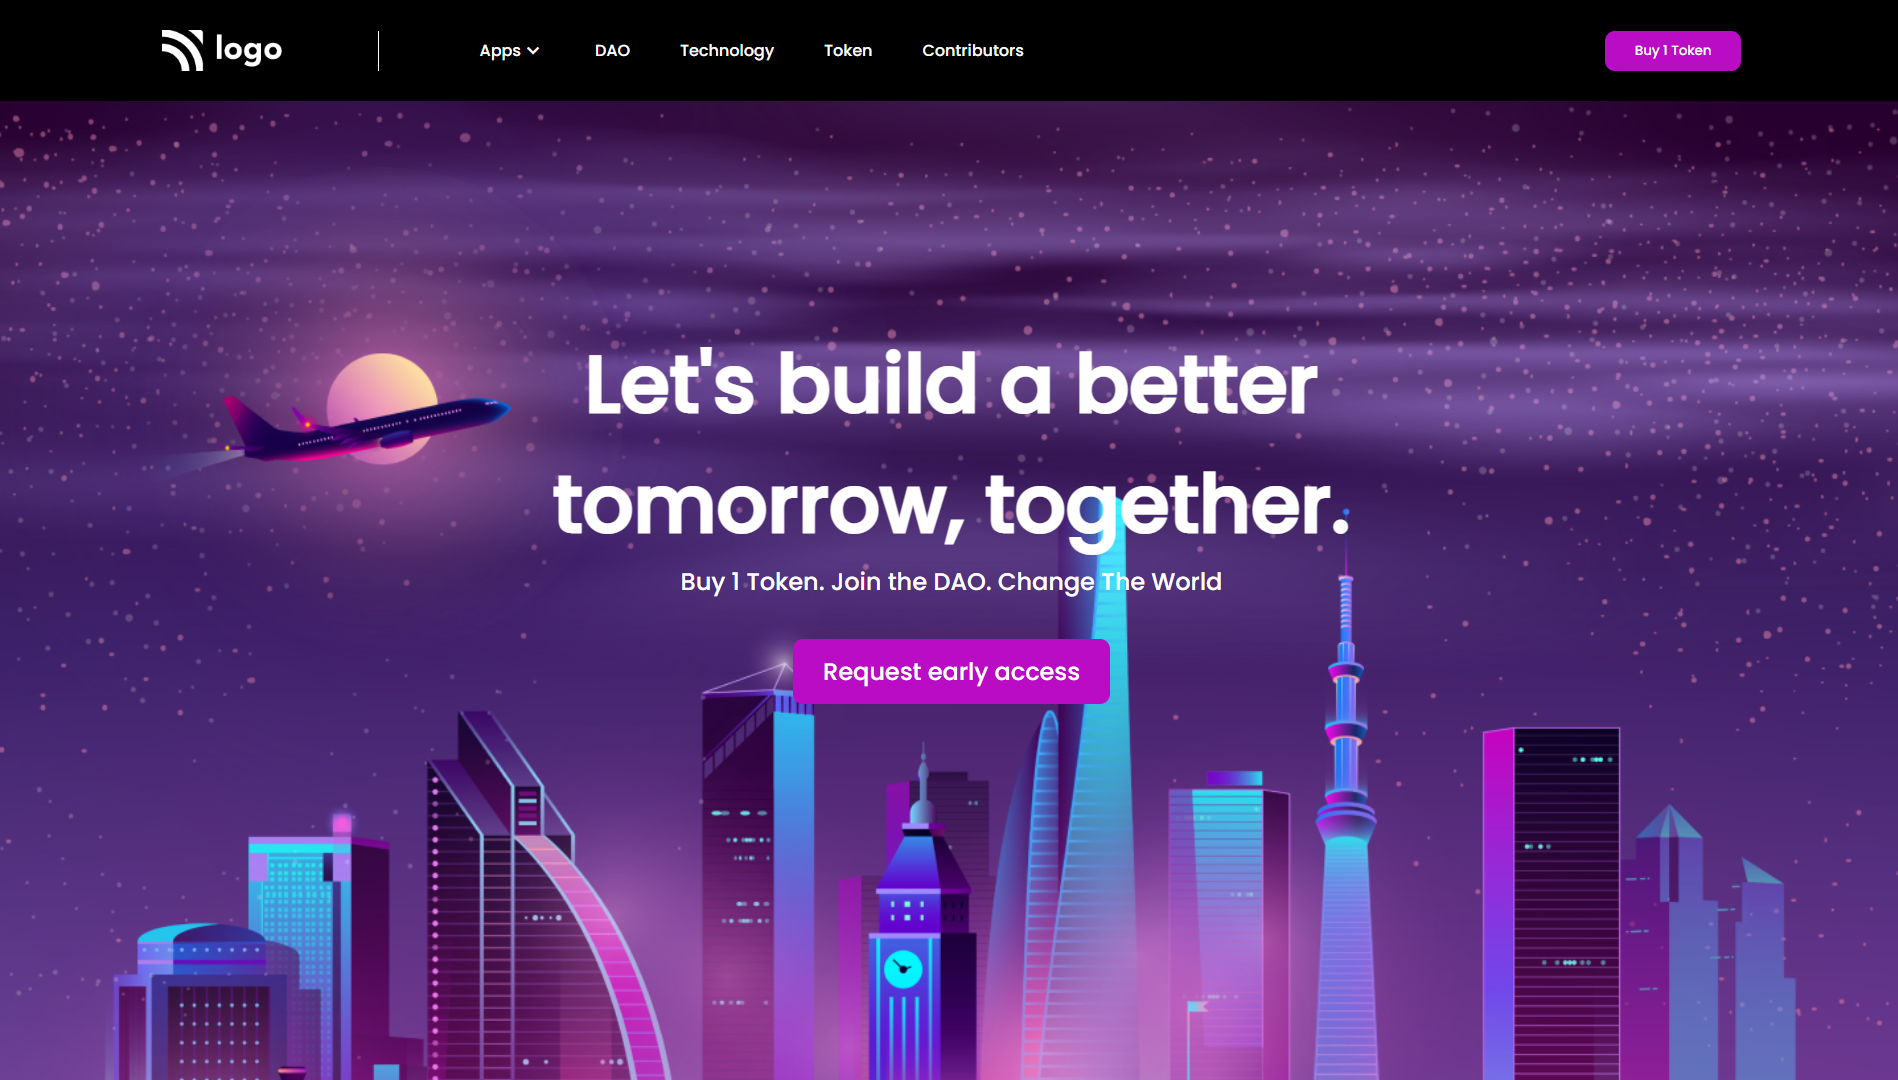 logo
Apps
DAO
Technology
Token
Contributors
Buy 1 Token
Let's build a better
tomorrow, together.
Buy 1 Token. Join the DAO. Change The World
Request early access